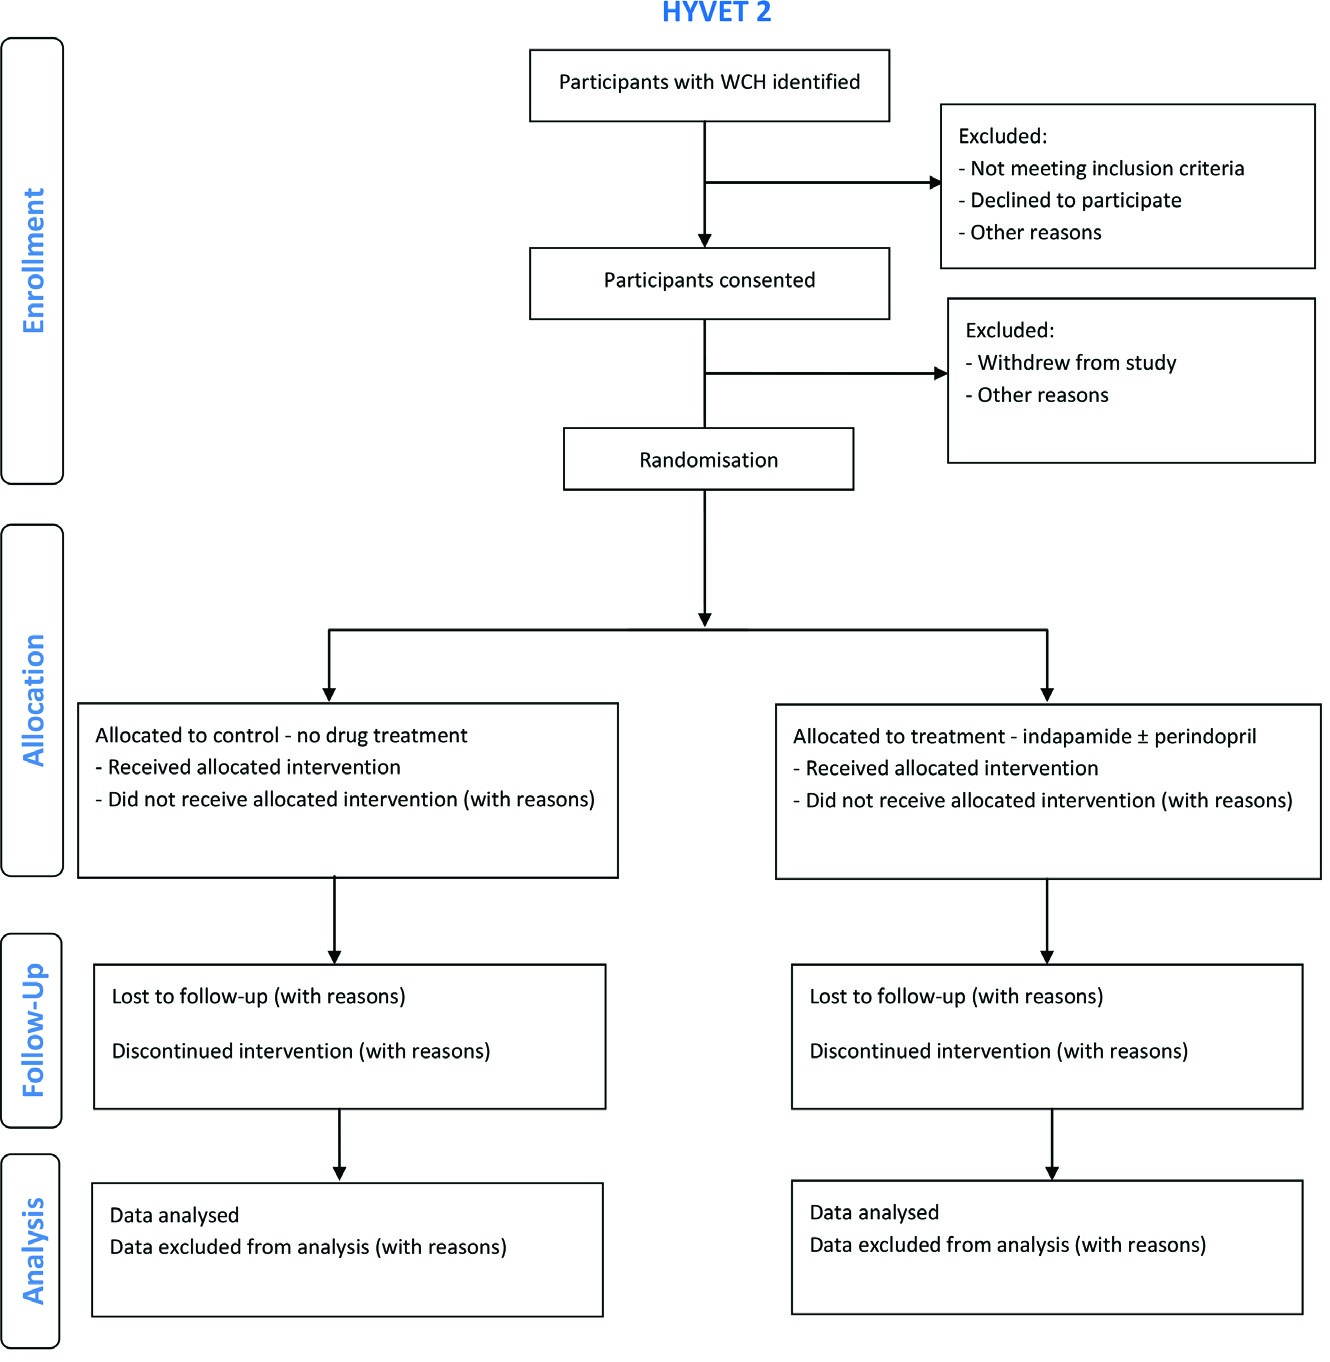 HYVET 2
Enrollment
Participants with WCH identified
Excluded:
- Not meeting inclusion criteria
- Declined to participate
- Other reasons
Participants consented
Excluded:
- Withdrew from study
- Other reasons
Randomisation
Allocation
Allocated to control - no drug treatment
- Received allocated intervention
- Did not receive allocated intervention (with reasons)
Allocated to treatment - indapamide ± perindopril
- Received allocated intervention
- Did not receive allocated intervention (with reasons)
Follow-Up
Lost to follow-up (with reasons)
Discontinued intervention (with reasons)
Lost to follow-up (with reasons)
Discontinued intervention (with reasons)
Analysis
Data analysed
Data excluded from analysis (with reasons)
Data analysed
Data excluded from analysis (with reasons)